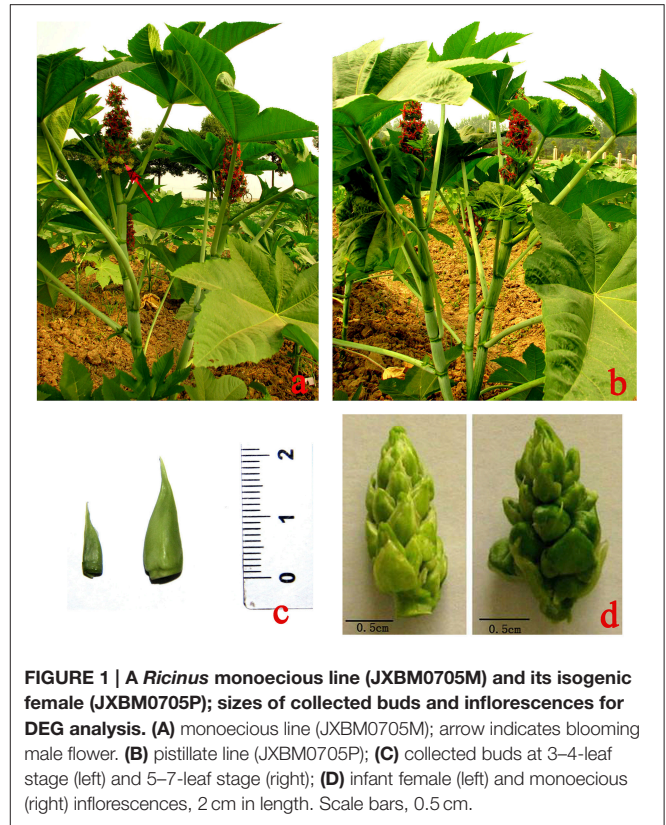 a
b
2
1
0
c
0.5cm
0.5cm
d
FIGURE 1 | A Ricinus monoecious line (JXBM0705M) and its isogenic
female (JXBM0705P); sizes of collected buds and inflorescences for
DEG analysis. (A) monoecious line (JXBM0705M); arrow indicates blooming
male flower. (B) pistillate line (JXBM0705P); (C) collected buds at 3–4-leaf
stage (left) and 5–7-leaf stage (right); (D) infant female (left) and monoecious
(right) inflorescences, 2 cm in length. Scale bars, 0.5 cm.